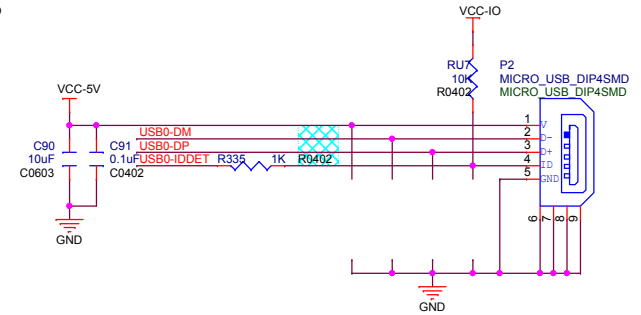 VCC-IO
RU7
10K
R0402
P2
MICRO_USB_DIP4SMD
MICRO_USB_DIP4SMD
VCC-5V
C90
10uF
C0603
C91
0.1uF
C0402
USB0-DM
USB0-DP
USB0-IDDET
R335
1K
R0402
1
2
3
4
5
V
D-
D+
ID
GND
6
7
8
9
GND
GND